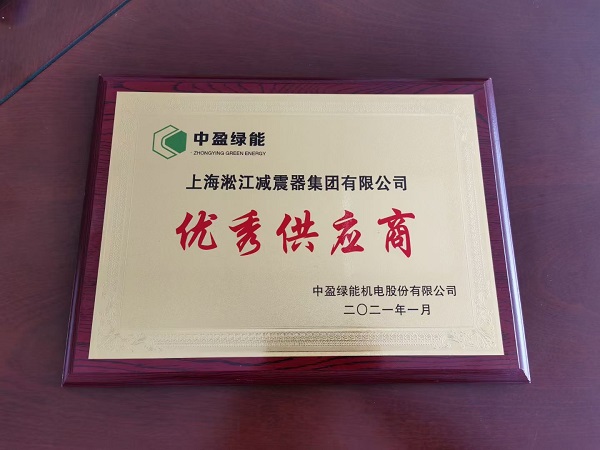 中盈绿能
ZHONGYING GREEN ENERGY
上海淞江减震器集团有限公司
优秀供应商
中盈绿能机电股份有限公司
二〇二一年一月